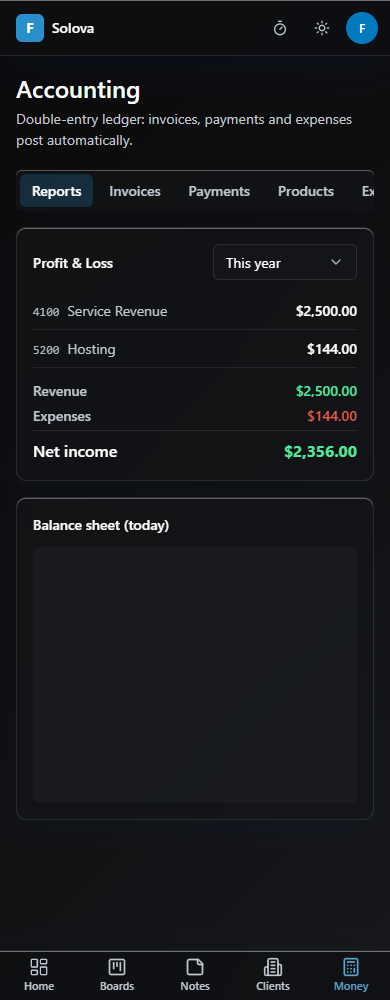 F Solova F
Accounting
Double-entry ledger: invoices, payments and expenses
post automatically.
Reports Invoices Payments Products Ex
Profit & Loss This year
4100 Service Revenue $2,500.00
5200 Hosting $144.00
Revenue $2,500.00
Expenses $144.00
Net income $2,356.00
Balance sheet (today)
Home Boards Notes Clients Money